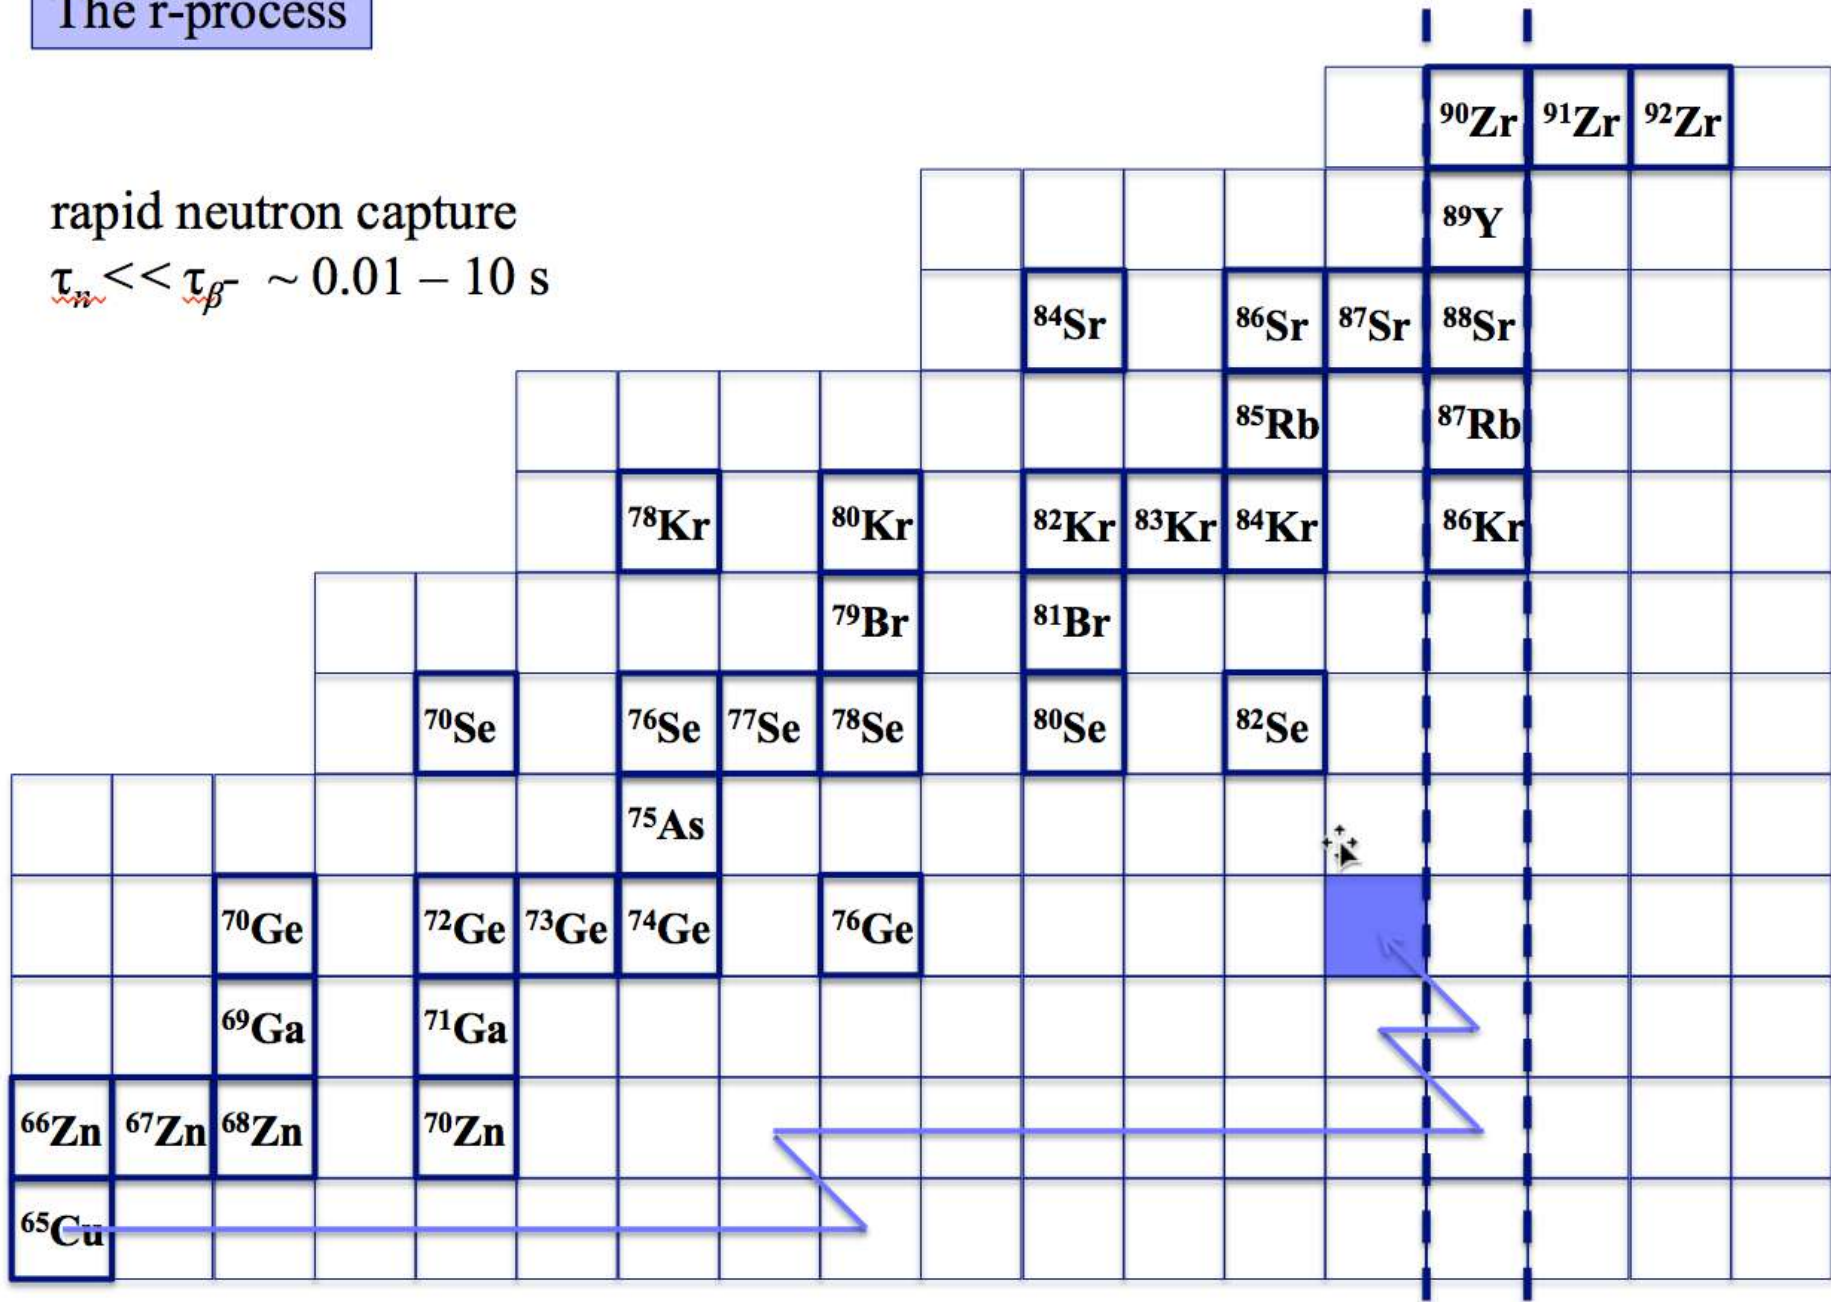 The r-process
rapid neutron capture
τₙ << τᵦ- ~ 0.01 – 10 s
⁹⁰Zr ⁹¹Zr ⁹²Zr
⁸⁹Y
⁸⁴Sr ⁸⁶Sr ⁸⁷Sr ⁸⁸Sr
⁸⁵Rb ⁸⁷Rb
⁷⁸Kr ⁸⁰Kr ⁸²Kr ⁸³Kr ⁸⁴Kr ⁸⁶Kr
⁷⁹Br ⁸¹Br
⁷⁰Se ⁷⁶Se ⁷⁷Se ⁷⁸Se ⁸⁰Se ⁸²Se
⁷⁵As
⁷⁰Ge ⁷²Ge ⁷³Ge ⁷⁴Ge ⁷⁶Ge
⁶⁹Ga ⁷¹Ga
⁶⁶Zn ⁶⁷Zn ⁶⁸Zn ⁷⁰Zn
⁶⁵Cu